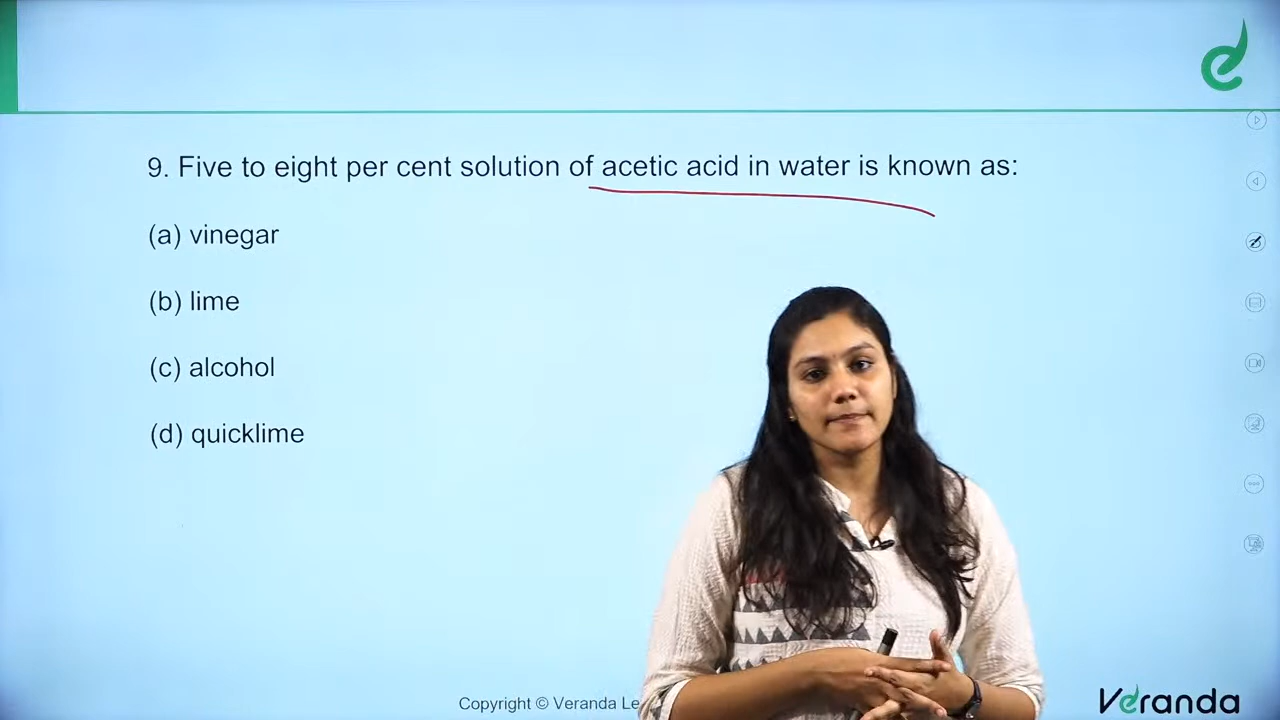 9. Five to eight per cent solution of acetic acid in water is known as:
(a) vinegar
(b) lime
(c) alcohol
(d) quicklime
Copyright © Veranda Le
Veranda